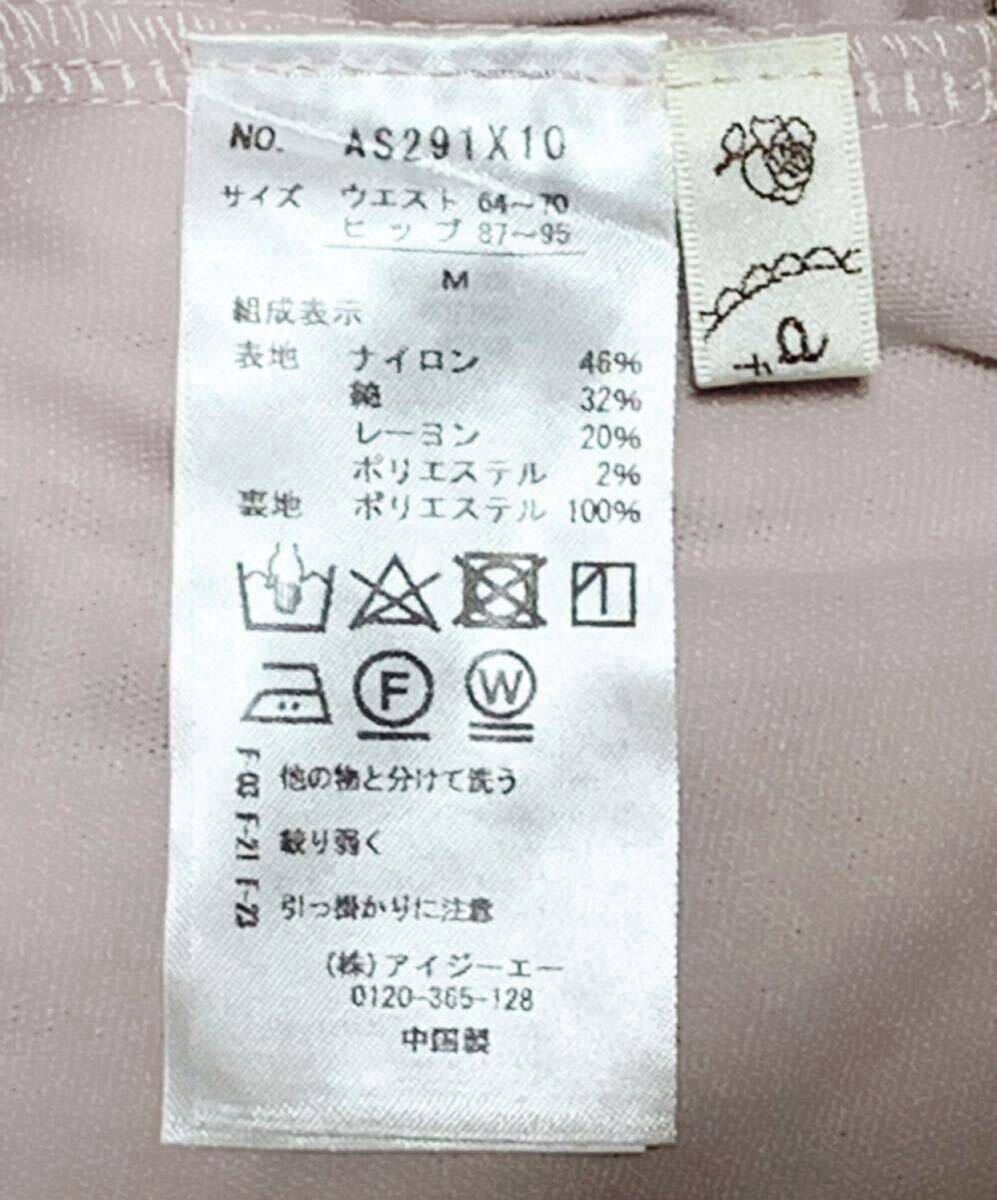 NO. AS291X10
サイズ ウエスト 64～70
ヒップ 87～95
M
組成表示
表地 ナイロン 46%
綿 32%
レーヨン 20%
ポリエステル 2%
裏地 ポリエステル 100%
F W
F-03 他の物と分けて洗う
F-21 絞り弱く
F-23 引っ掛かりに注意
(株)アイジーエー
0120-365-128
中国製